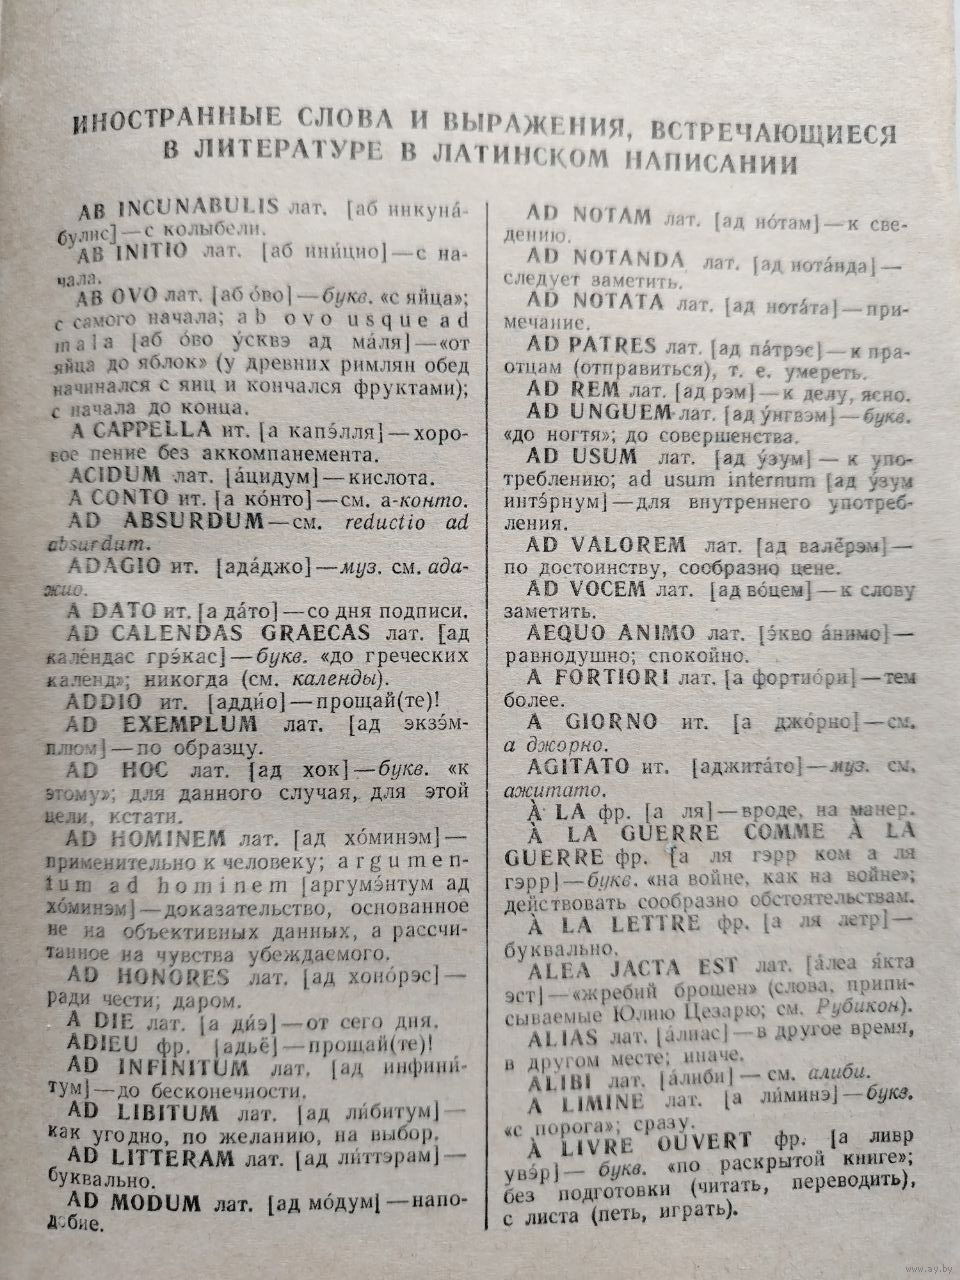 ИНОСТРАННЫЕ СЛОВА И ВЫРАЖЕНИЯ, ВСТРЕЧАЮЩИЕСЯ
В ЛИТЕРАТУРЕ В ЛАТИНСКОМ НАПИСАНИИ
AB INCUNABULIS лат. [аб инкуна́-
булис]—с колыбели.
AB INITIO лат. [аб ини́цио]—с на-
чала.
AB OVO лат. [аб о́во]—букв. «с яйца»;
с самого начала; ab ovo usque ad
mala [аб о́во у́сквэ ад ма́ля]—«от
яйца до яблок» (у древних римлян обед
начинался с яиц и кончался фруктами);
с начала до конца.
A CAPPELLA ит. [а капэ́лля]—хоро-
вое пение без аккомпанемента.
ACIDUM лат. [а́цидум]—кислота.
A CONTO ит. [а ко́нто]—см. а-конто.
AD ABSURDUM—см. reductio ad
absurdum.
ADAGIO ит. [ада́джо]—муз. см. ада-
жио.
A DATO ит. [а да́то]—со дня подписи.
AD CALENDAS GRAECAS лат. [ад
кале́ндас грэ́кас]—букв. «до греческих
календ»; никогда (см. календы).
ADDIO ит. [адди́о]—прощай(те)!
AD EXEMPLUM лат. [ад экзэ́м-
плюм]—по образцу.
AD HOC лат. [ад хок]—букв. «к
этому»; для данного случая, для этой
цели, кстати.
AD HOMINEM лат. [ад хо́минэм]—
применительно к человеку; argumen-
tum ad hominem [аргумэ́нтум ад
хо́минэм]—доказательство, основанное
не на объективных данных, а рассчи-
танное на чувства убеждаемого.
AD HONORES лат. [ад хоно́рэс]—
ради чести; даром.
A DIE лат. [а ди́э]—от сего дня.
ADIEU фр. [адьё]—прощай(те)!
AD INFINITUM лат. [ад инфини́-
тум]—до бесконечности.
AD LIBITUM лат. [ад ли́битум]—
как угодно, по желанию, на выбор.
AD LITTERAM лат. [ад ли́ттэрам]—
буквально.
AD MODUM лат. [ад мо́дум]—напо-
добие.
AD NOTAM лат. [ад но́там]—к све-
дению.
AD NOTANDA лат. [ад нота́нда]—
следует заметить.
AD NOTATA лат. [ад нота́та]—при-
мечание.
AD PATRES лат. [ад па́трэс]—к пра-
отцам (отправиться), т. е. умереть.
AD REM лат. [ад рэм]—к делу, ясно.
AD UNGUEM лат. [ад у́нгвэм]—букв.
«до ногтя»; до совершенства.
AD USUM лат. [ад у́зум]—к упо-
треблению; ad usum internum [ад у́зум
интэ́рнум]—для внутреннего употреб-
ления.
AD VALOREM лат. [ад вале́рэм]—
по достоинству, сообразно цене.
AD VOCEM лат. [ад во́цем]—к слову
заметить.
AEQUO ANIMO лат. [э́кво а́нимо]—
равнодушно; спокойно.
A FORTIORI лат. [а фортио́ри]—тем
более.
A GIORNO ит. [а джо́рно]—см.
а джорно.
AGITATO ит. [аджита́то]—муз. см.
ажитато.
À LA фр. [а ля]—вроде, на манер.
À LA GUERRE COMME À LA
GUERRE фр. [а ля гэрр ком а ля
гэрр]—букв. «на войне, как на войне»;
действовать сообразно обстоятельствам.
À LA LETTRE фр. [а ля летр]—
буквально.
ALEA JACTA EST лат. [а́леа я́кта
эст]—«жребий брошен» (слова, припи-
сываемые Юлию Цезарю; см. Рубикон).
ALIAS лат. [а́лиас]—в другое время,
в другом месте; иначе.
ALIBI лат. [а́либи]—см. алиби.
A LIMINE лат. [а ли́минэ]—букв.
«с порога»; сразу.
À LIVRE OUVERT фр. [а ливр
увэ́р]— букв. «по раскрытой книге»;
без подготовки (читать, переводить),
с листа (петь, играть).
www.ay.by